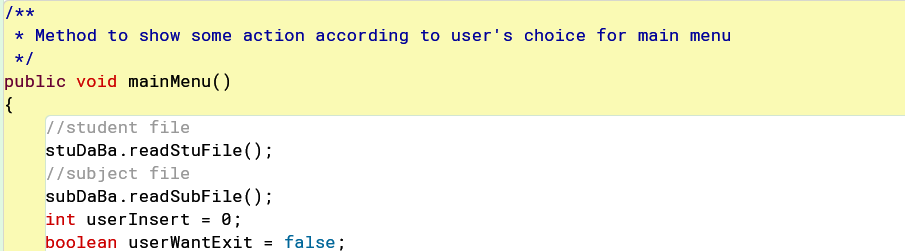 /**
 * Method to show some action according to user's choice for main menu
 */
public void mainMenu()
{
    //student file
    stuDaBa.readStuFile();
    //subject file
    subDaBa.readSubFile();
    int userInsert = 0;
    boolean userWantExit = false;